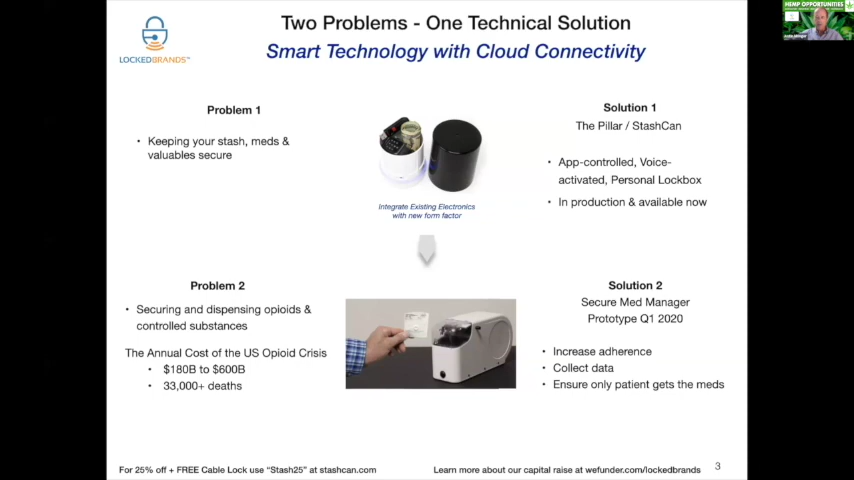 Two Problems - One Technical Solution
Smart Technology with Cloud Connectivity
LOCKEDBRANDS™
HEMP OPPORTUNITIES
Problem 1
• Keeping your stash, meds &
valuables secure
Integrate Existing Electronics
with new form factor
Solution 1
The Pillar / StashCan
• App-controlled, Voice-
activated, Personal Lockbox
• In production & available now
Problem 2
• Securing and dispensing opioids &
controlled substances
The Annual Cost of the US Opioid Crisis
• $180B to $600B
• 33,000+ deaths
Solution 2
Secure Med Manager
Prototype Q1 2020
• Increase adherence
• Collect data
• Ensure only patient gets the meds
For 25% off + FREE Cable Lock use "Stash25" at stashcan.com
Learn more about our capital raise at wefunder.com/lockedbrands
3